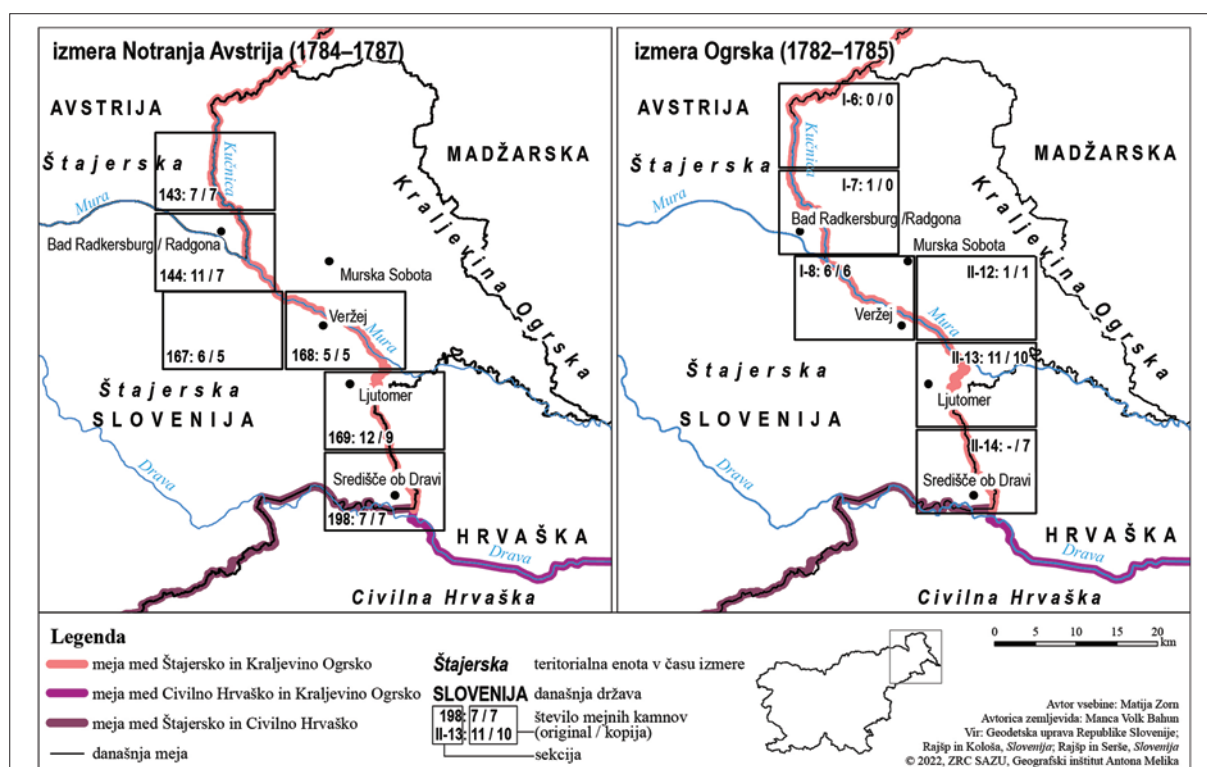 izmera Notranja Avstrija (1784–1787)
AVSTRIJA
Štajerska
Kučnica
MADŽARSKA
143: 7 / 7
Mura
Kraljevina Ogrska
Bad Radkersburg / Radgona
144: 11 / 7
Murska Sobota
Veržej
Mura
167: 6 / 5
168: 5 / 5
Štajerska
SLOVENIJA
Ljutomer
169: 12 / 9
Drava
Središče ob Dravi
198: 7 / 7
HRVAŠKA
Drava
Civilna Hrvaška
izmera Ogrska (1782–1785)
I-6: 0 / 0
AVSTRIJA
Kučnica
Štajerska
MADŽARSKA
I-7: 1 / 0
Mura
Kraljevina Ogrska
Bad Radkersburg /Radgona
Murska Sobota
I-8: 6 / 6
II-12: 1 / 1
Veržej
Mura
II-13: 11 / 10
Štajerska
SLOVENIJA
Ljutomer
II-14: - / 7
Drava
Središče ob Dravi
HRVAŠKA
Drava
Civilna Hrvaška
Legenda
meja med Štajersko in Kraljevino Ogrsko
meja med Civilno Hrvaško in Kraljevino Ogrsko
meja med Štajersko in Civilno Hrvaško
današnja meja
Štajerska teritorialna enota v času izmere
SLOVENIJA današnja država
198: 7 / 7 število mejnih kamnov
II-13: 11 / 10 (original / kopija)
sekcija
0 5 10 15 20
km
Avtor vsebine: Matija Zorn
Avtorica zemljevida: Manca Volk Bahun
Vir: Geodetska uprava Republike Slovenije;
Rajšp in Kološa, Slovenija; Rajšp in Serše, Slovenija
© 2022, ZRC SAZU, Geografski inštitut Antona Melika